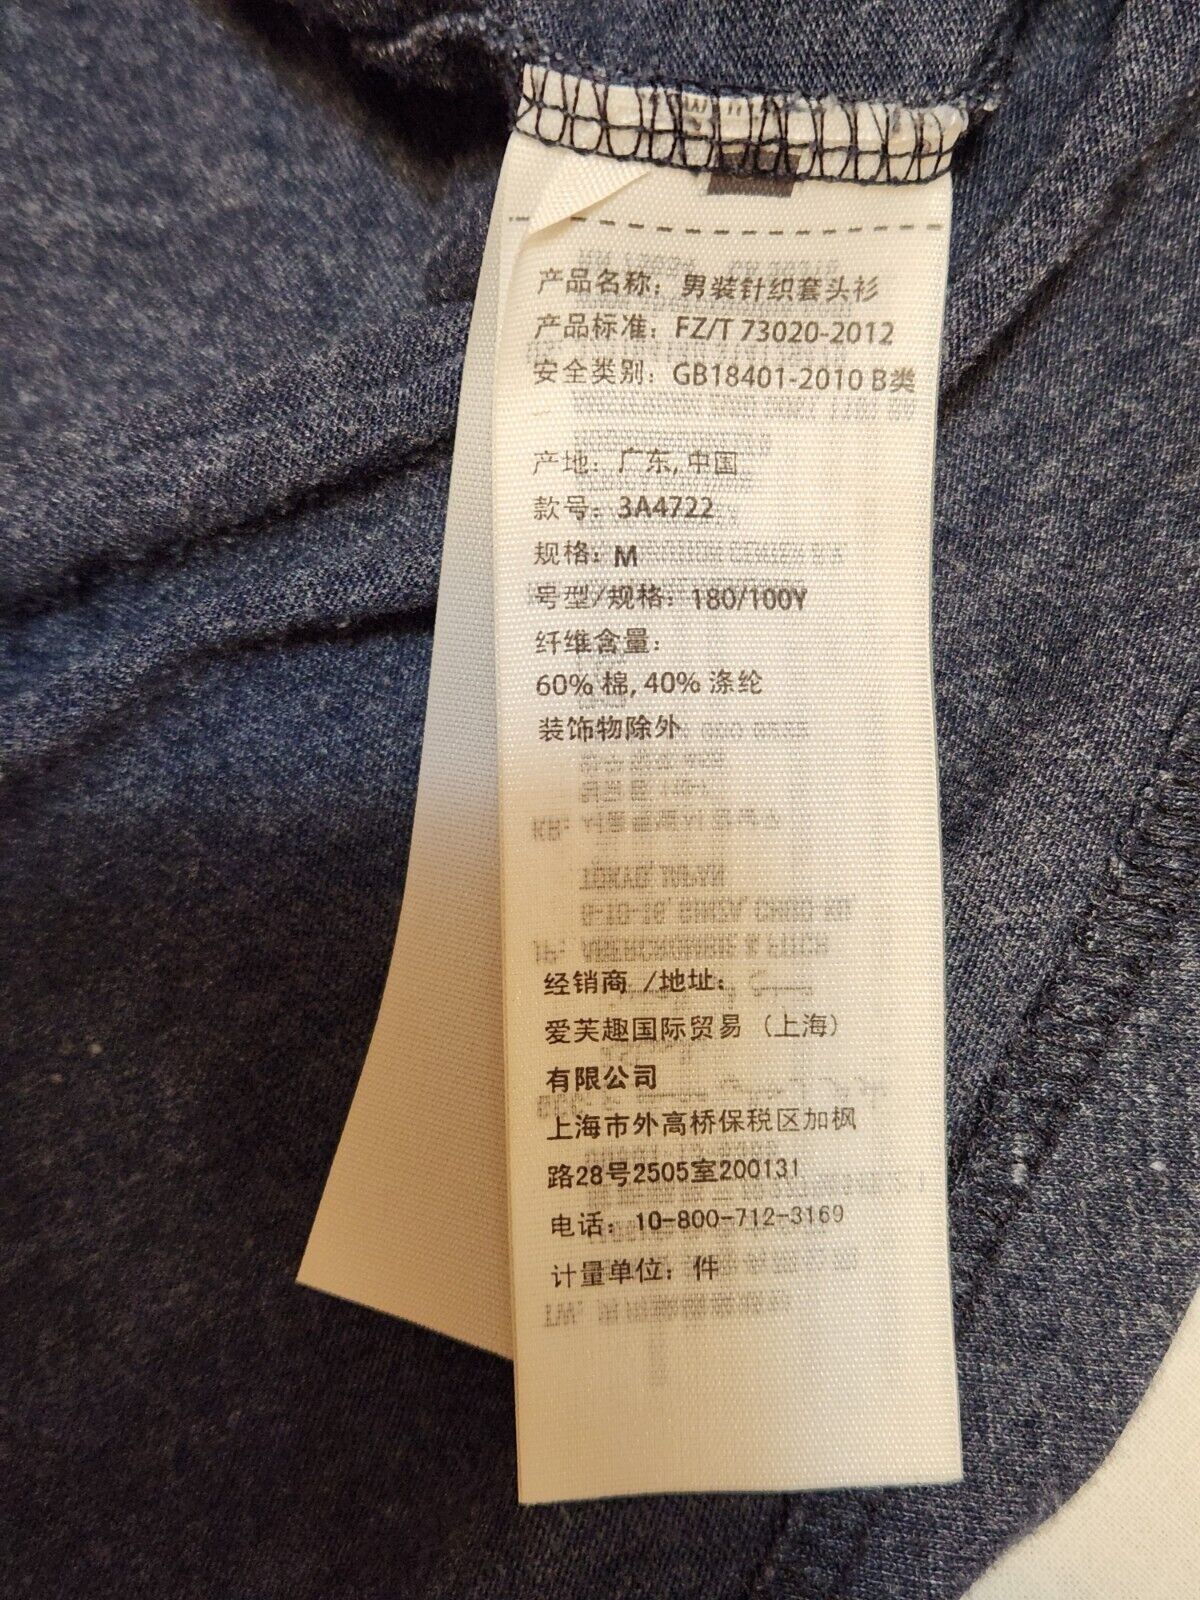 产品名称：男装针织套头衫
产品标准：FZ/T 73020-2012
安全类别：GB18401-2010 B类
产地：广东,中国
款号：3A4722
规格：M
号型/规格：180/100Y
纤维含量：
60% 棉, 40% 涤纶
装饰物除外
经销商 /地址：
爱芙趣国际贸易（上海）
有限公司
上海市外高桥保税区加枫
路28号2505室200131
电话：10-800-712-3169
计量单位：件